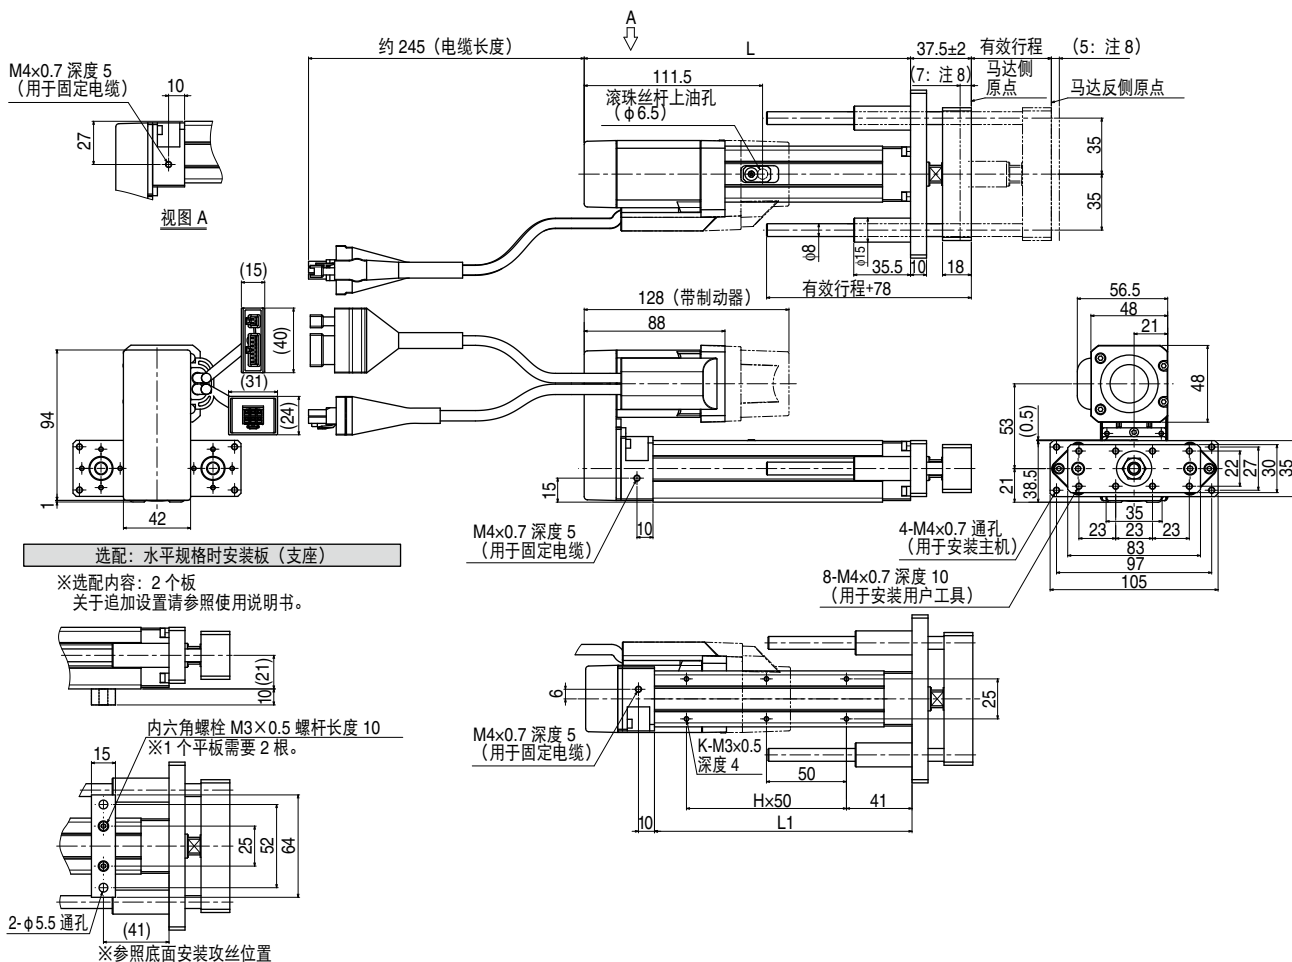 A
约 245（电缆长度）
L
37.5±2
有效行程
（5：注 8）
111.5
（7：注 8）
马达侧
原点
马达反侧原点
滚珠丝杆上油孔
（φ6.5）
M4×0.7 深度 5
（用于固定电缆）
10
27
视图 A
35
35
φ8
φ15
35.5
10
18
有效行程+78
128（带制动器）
88
56.5
48
21
48
53
(0.5)
21
38.5
22
27
30
35
35
23
23
23
83
97
105
4-M4×0.7 通孔
（用于安装主机）
8-M4×0.7 深度 10
（用于安装用户工具）
(15)
(40)
(31)
(24)
94
1
42
15
10
M4×0.7 深度 5
（用于固定电缆）
选配：水平规格时安装板（支座）
※选配内容：2 个板
关于追加设置请参照使用说明书。
(21)
10
内六角螺栓 M3×0.5 螺杆长度 10
※1 个平板需要 2 根。
15
25
52
64
2-φ5.5 通孔
(41)
※参照底面安装攻丝位置
6
M4×0.7 深度 5
（用于固定电缆）
K-M3×0.5
深度 4
25
50
H×50
41
10
L1